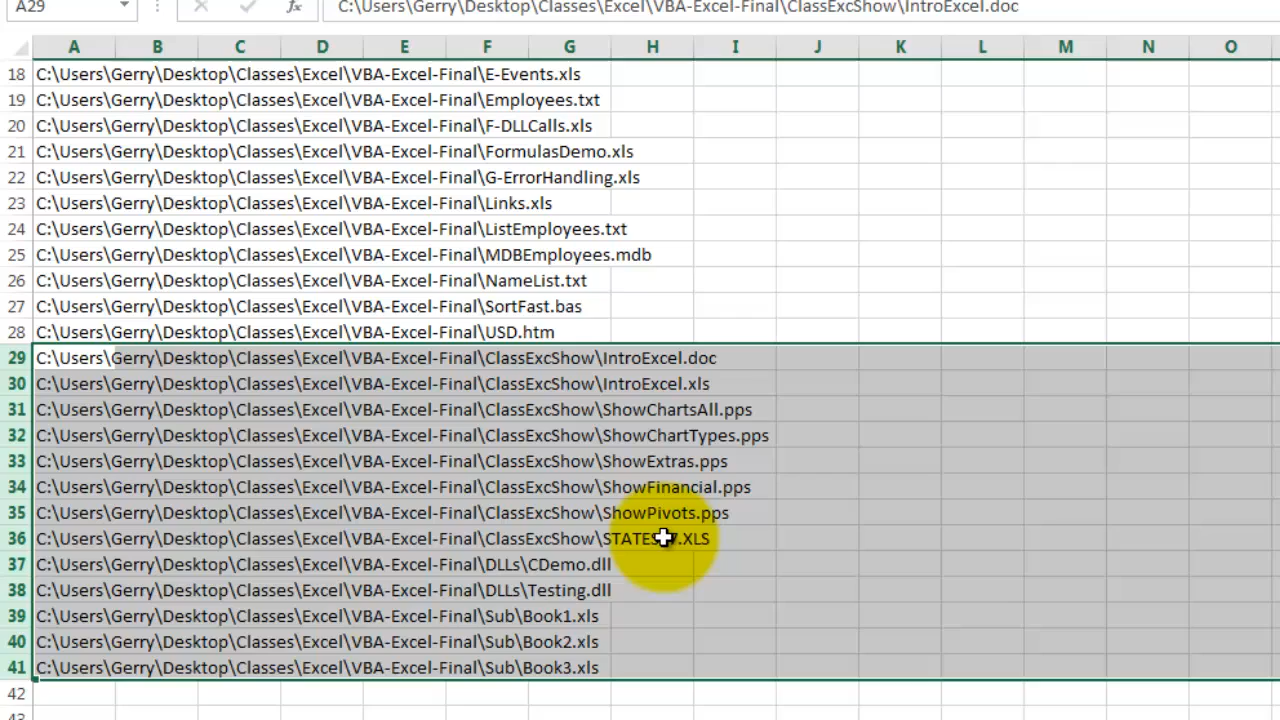 A29 C:\Users\Gerry\Desktop\Classes\Excel\VBA-Excel-Final\ClassExcShow\IntroExcel.doc
A B C D E F G H I J K L M N O
18 C:\Users\Gerry\Desktop\Classes\Excel\VBA-Excel-Final\E-Events.xls
19 C:\Users\Gerry\Desktop\Classes\Excel\VBA-Excel-Final\Employees.txt
20 C:\Users\Gerry\Desktop\Classes\Excel\VBA-Excel-Final\F-DLLCalls.xls
21 C:\Users\Gerry\Desktop\Classes\Excel\VBA-Excel-Final\FormulasDemo.xls
22 C:\Users\Gerry\Desktop\Classes\Excel\VBA-Excel-Final\G-ErrorHandling.xls
23 C:\Users\Gerry\Desktop\Classes\Excel\VBA-Excel-Final\Links.xls
24 C:\Users\Gerry\Desktop\Classes\Excel\VBA-Excel-Final\ListEmployees.txt
25 C:\Users\Gerry\Desktop\Classes\Excel\VBA-Excel-Final\MDBEmployees.mdb
26 C:\Users\Gerry\Desktop\Classes\Excel\VBA-Excel-Final\NameList.txt
27 C:\Users\Gerry\Desktop\Classes\Excel\VBA-Excel-Final\SortFast.bas
28 C:\Users\Gerry\Desktop\Classes\Excel\VBA-Excel-Final\USD.htm
29 C:\Users\Gerry\Desktop\Classes\Excel\VBA-Excel-Final\ClassExcShow\IntroExcel.doc
30 C:\Users\Gerry\Desktop\Classes\Excel\VBA-Excel-Final\ClassExcShow\IntroExcel.xls
31 C:\Users\Gerry\Desktop\Classes\Excel\VBA-Excel-Final\ClassExcShow\ShowChartsAll.pps
32 C:\Users\Gerry\Desktop\Classes\Excel\VBA-Excel-Final\ClassExcShow\ShowChartTypes.pps
33 C:\Users\Gerry\Desktop\Classes\Excel\VBA-Excel-Final\ClassExcShow\ShowExtras.pps
34 C:\Users\Gerry\Desktop\Classes\Excel\VBA-Excel-Final\ClassExcShow\ShowFinancial.pps
35 C:\Users\Gerry\Desktop\Classes\Excel\VBA-Excel-Final\ClassExcShow\ShowPivots.pps
36
37 C:\Users\Gerry\Desktop\Classes\Excel\VBA-Excel-Final\DLLs\CDemo.dll
38 C:\Users\Gerry\Desktop\Classes\Excel\VBA-Excel-Final\DLLs\Testing.dll
39 C:\Users\Gerry\Desktop\Classes\Excel\VBA-Excel-Final\Sub\Book1.xls
40 C:\Users\Gerry\Desktop\Classes\Excel\VBA-Excel-Final\Sub\Book2.xls
41 C:\Users\Gerry\Desktop\Classes\Excel\VBA-Excel-Final\Sub\Book3.xls
42